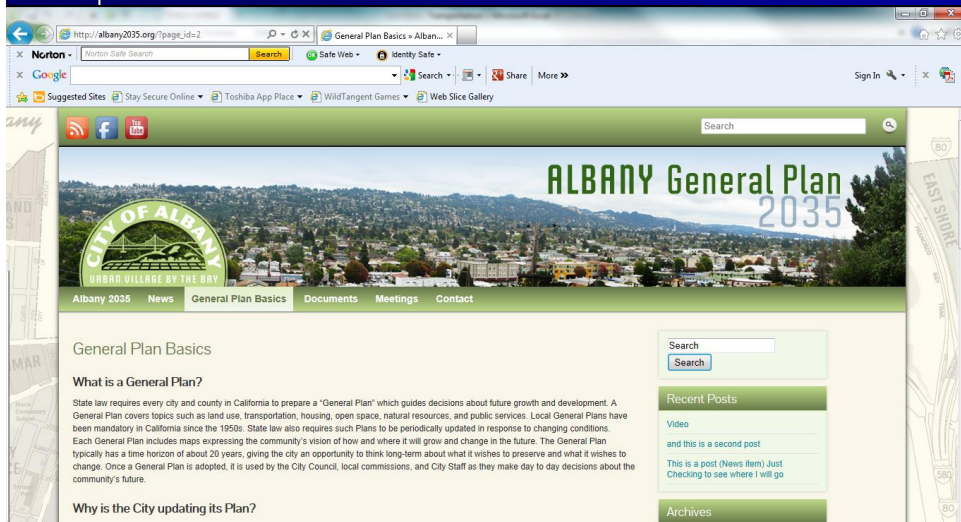 http://albany2035.org/?page_id=2
General Plan Basics » Alban...
Norton
Norton Safe Search
Search
Safe Web
Identity Safe
Google
Search
Share
More »
Sign In
Suggested Sites
Stay Secure Online
Toshiba App Place
WildTangent Games
Web Slice Gallery
You
Tube
Search
ALBANY General Plan
2035
CITY OF ALBANY
URBAN VILLAGE BY THE BAY
Albany 2035 News General Plan Basics Documents Meetings Contact
General Plan Basics
What is a General Plan?
State law requires every city and county in California to prepare a "General Plan" which guides decisions about future growth and development. A
General Plan covers topics such as land use, transportation, housing, open space, natural resources, and public services. Local General Plans have
been mandatory in California since the 1950s. State law also requires such Plans to be periodically updated in response to changing conditions.
Each General Plan includes maps expressing the community's vision of how and where it will grow and change in the future. The General Plan
typically has a time horizon of about 20 years, giving the city an opportunity to think long-term about what it wishes to preserve and what it wishes to
change. Once a General Plan is adopted, it is used by the City Council, local commissions, and City Staff as they make day to day decisions about the
community's future.
Why is the City updating its Plan?
Search
Search
Recent Posts
Video
and this is a second post
This is a post (News item) Just
Checking to see where I will go
Archives
80
EAST SHORE
BAY
TRAIL
580
80